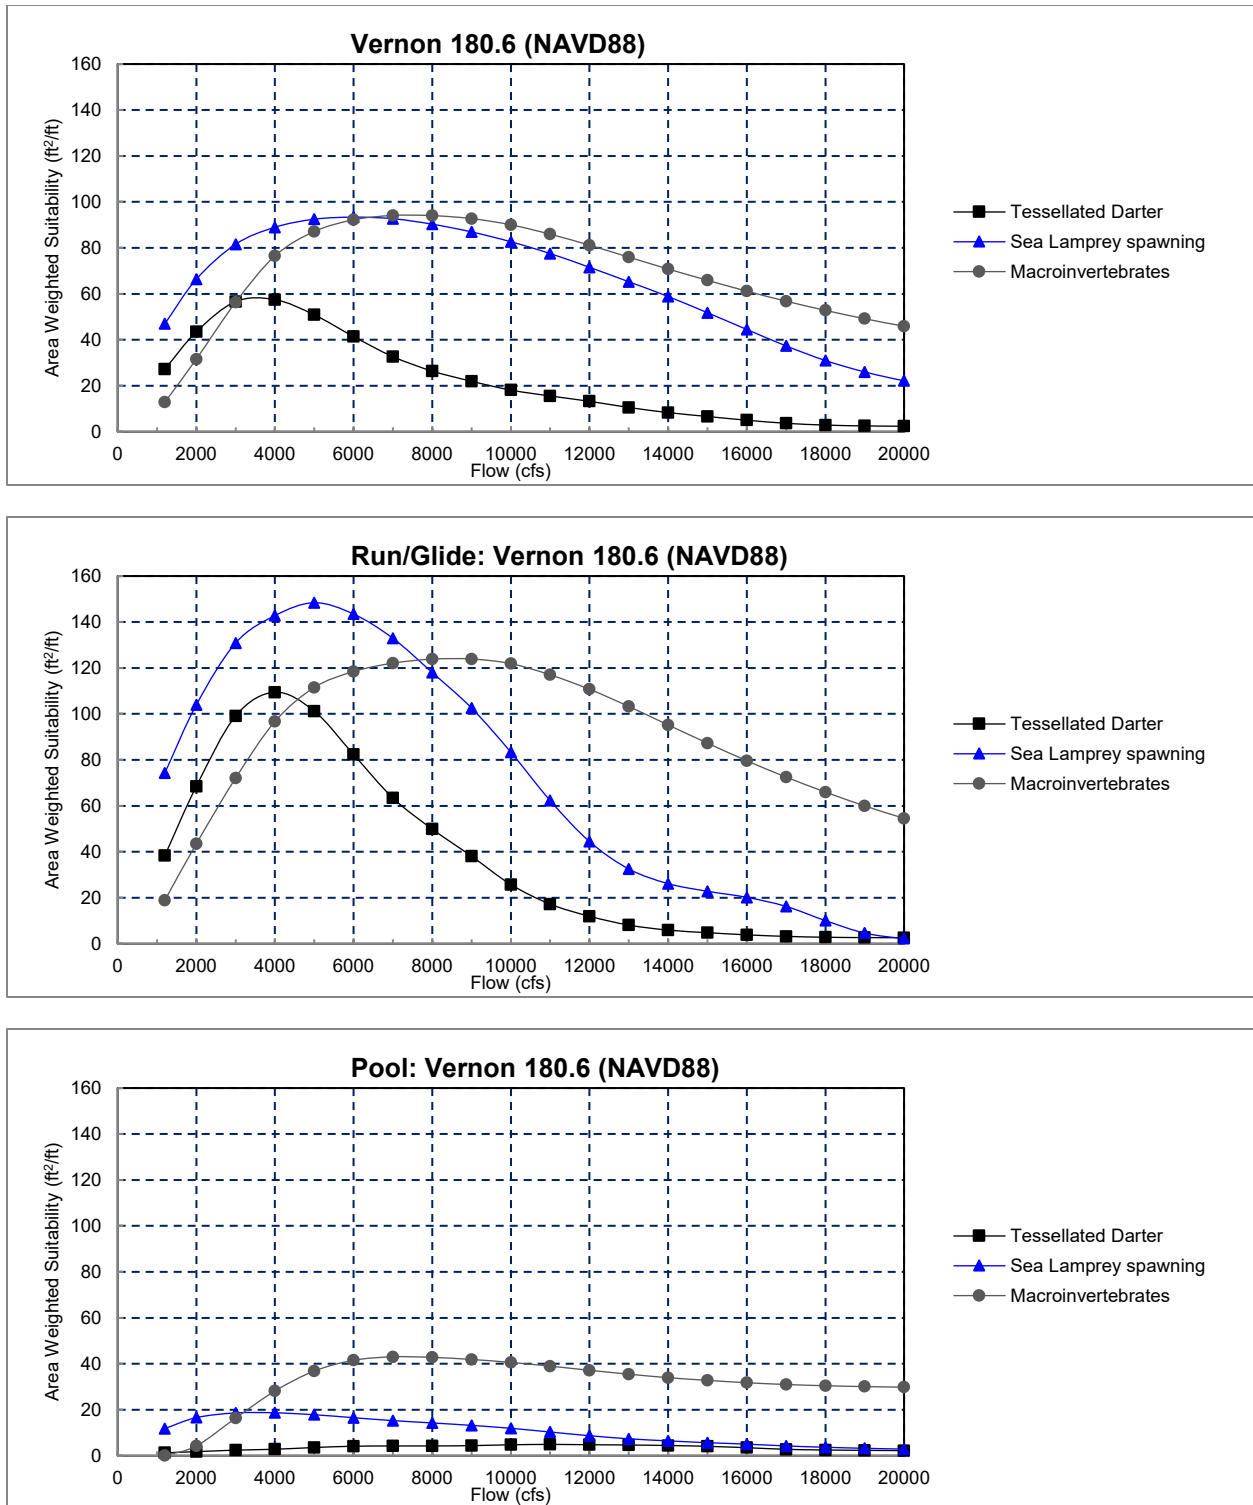 Vernon 180.6 (NAVD88)
Area Weighted Suitability (ft²/ft)
160
140
120
100
80
60
40
20
0
0 2000 4000 6000 8000 10000 12000 14000 16000 18000 20000
Flow (cfs)
Tessellated Darter
Sea Lamprey spawning
Macroinvertebrates
Run/Glide: Vernon 180.6 (NAVD88)
Area Weighted Suitability (ft²/ft)
160
140
120
100
80
60
40
20
0
0 2000 4000 6000 8000 10000 12000 14000 16000 18000 20000
Flow (cfs)
Tessellated Darter
Sea Lamprey spawning
Macroinvertebrates
Pool: Vernon 180.6 (NAVD88)
Area Weighted Suitability (ft²/ft)
160
140
120
100
80
60
40
20
0
0 2000 4000 6000 8000 10000 12000 14000 16000 18000 20000
Flow (cfs)
Tessellated Darter
Sea Lamprey spawning
Macroinvertebrates